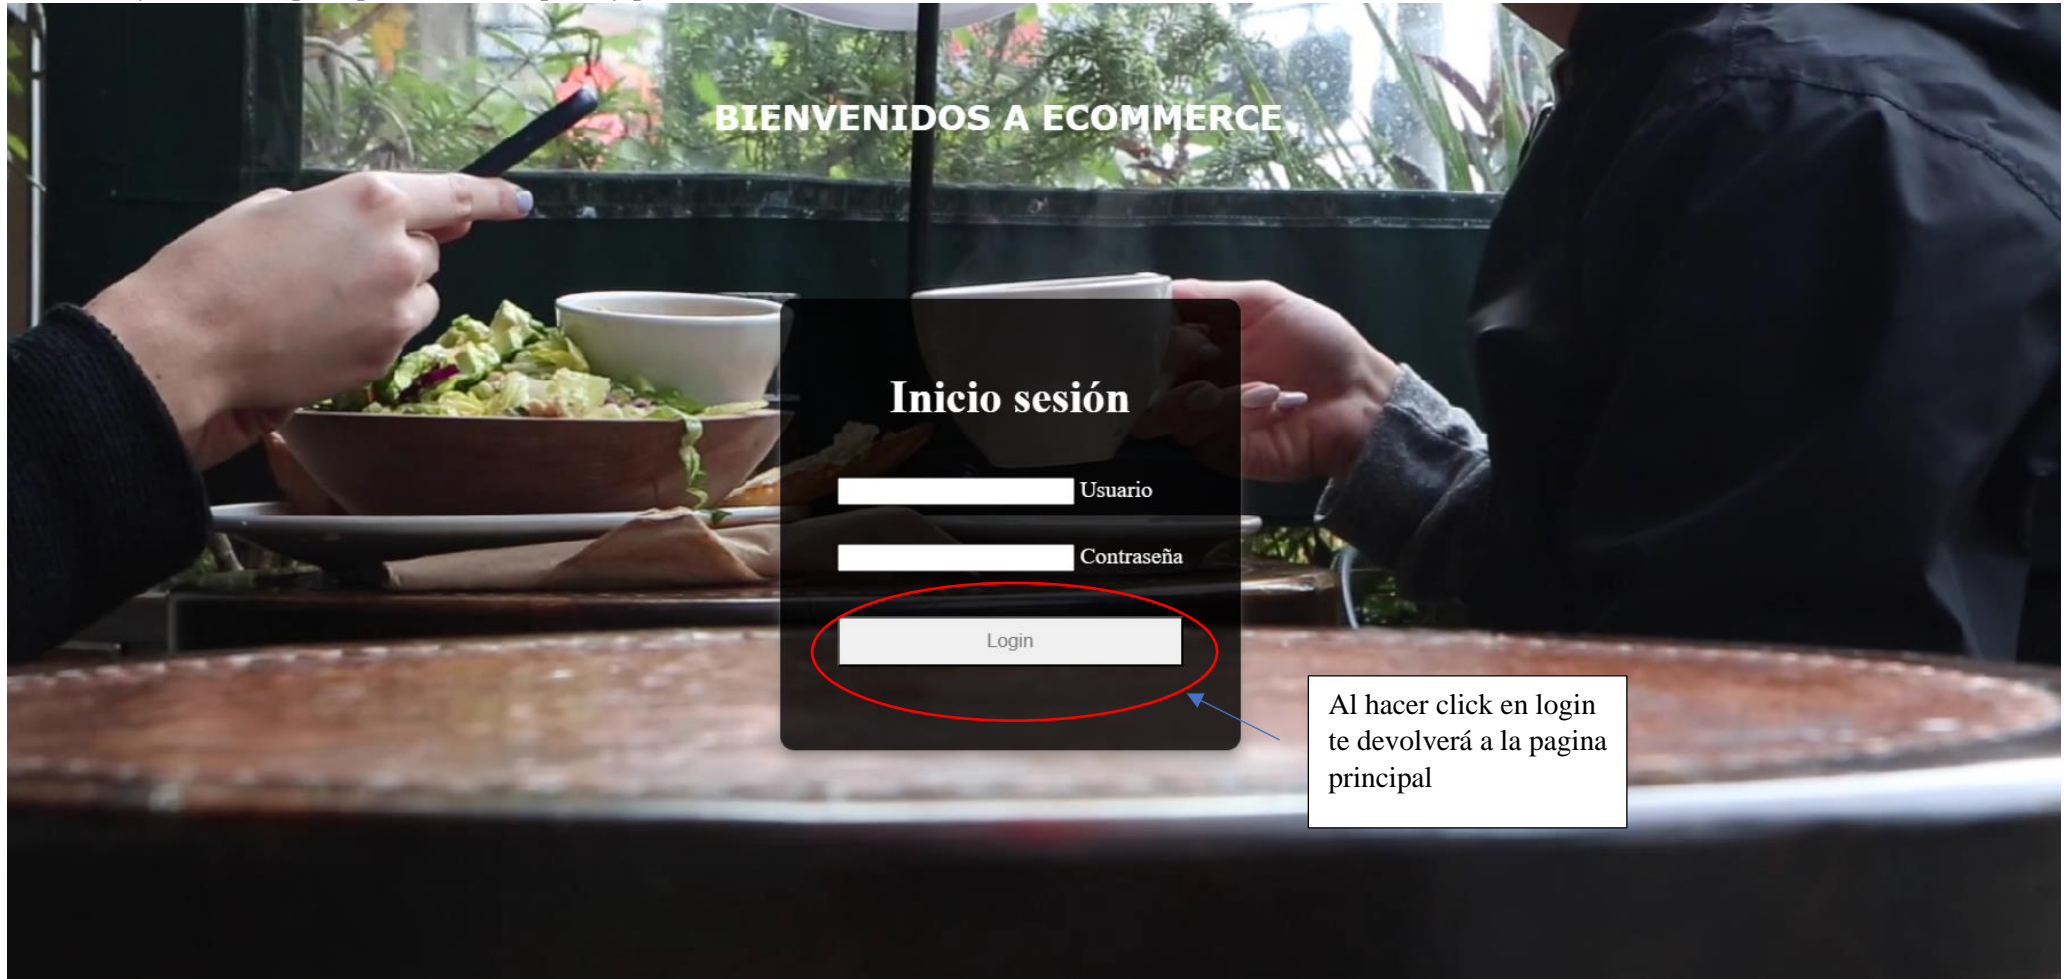 BIENVENIDOS A ECOMMERCE
Inicio sesión
Usuario
Contraseña
Login
Al hacer click en login
te devolverá a la pagina
principal